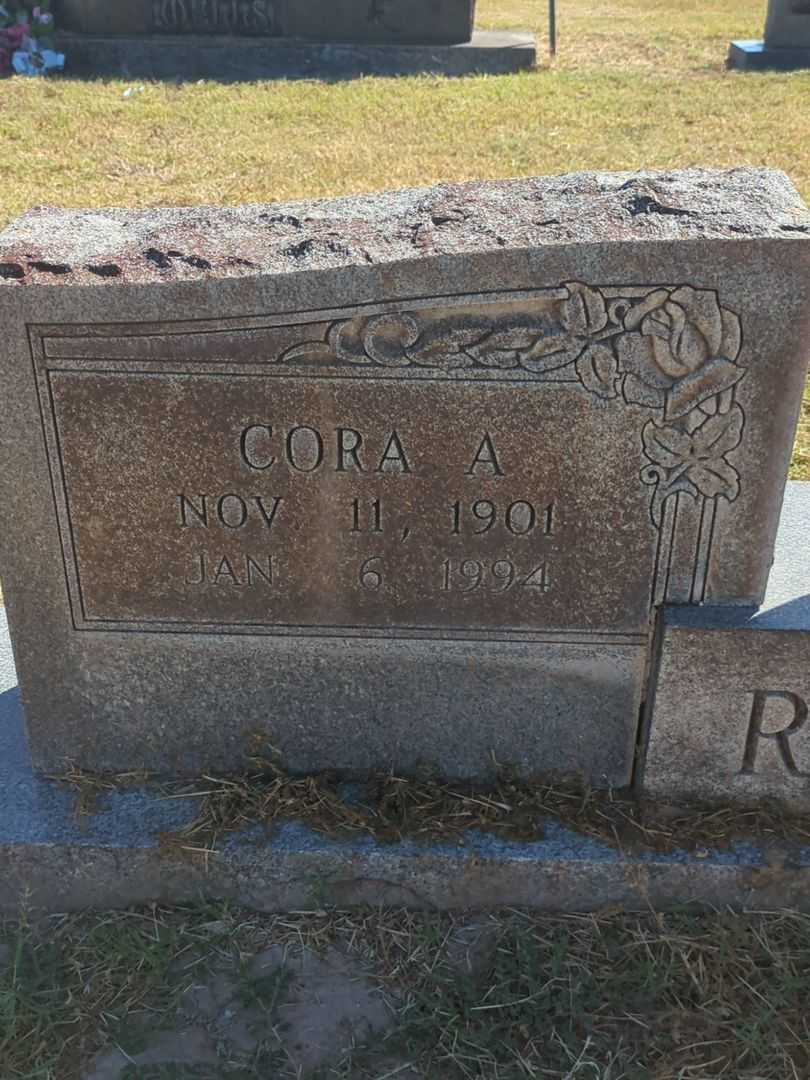 CORA A
NOV 11, 1901
JAN 6 1994
R